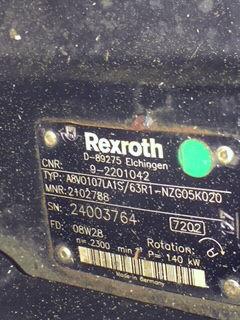 Rexroth
D-89275 Elchingen
CNR: 9-2201042
TYP: A8VO107LA1S/63R1-NZG05K020
MNR: 2102788
SN: 24003764
7202
FD: 08W28
Rotation:
n= 2300 min P= 140 kW
Made in Germany
127